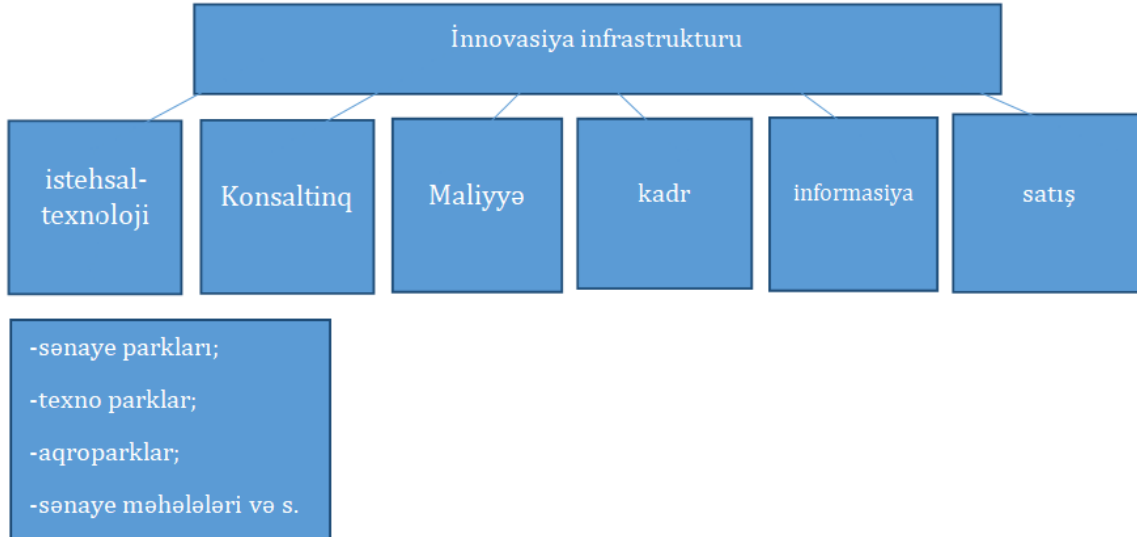 İnnovasiya infrastrukturu
istehsal-
texnoloji
Konsaltinq
Maliyyə
kadr
informasiya
satış
-sənaye parkları;
-texno parklar;
-aqroparklar;
-sənaye məhələləri və s.